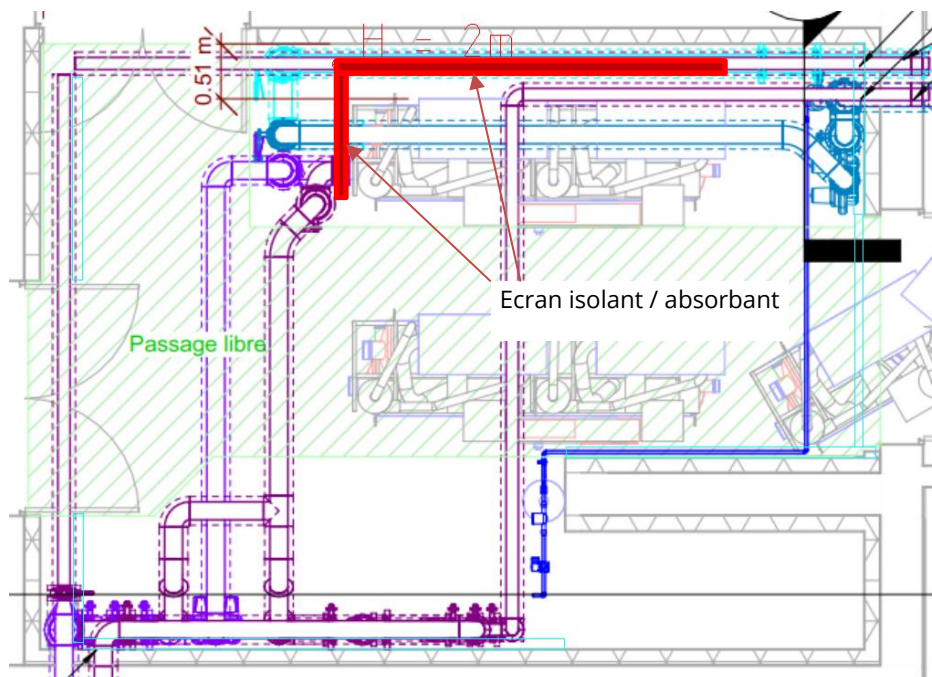 H = 2m
0.51 m.
Ecran isolant / absorbant
Passage libre